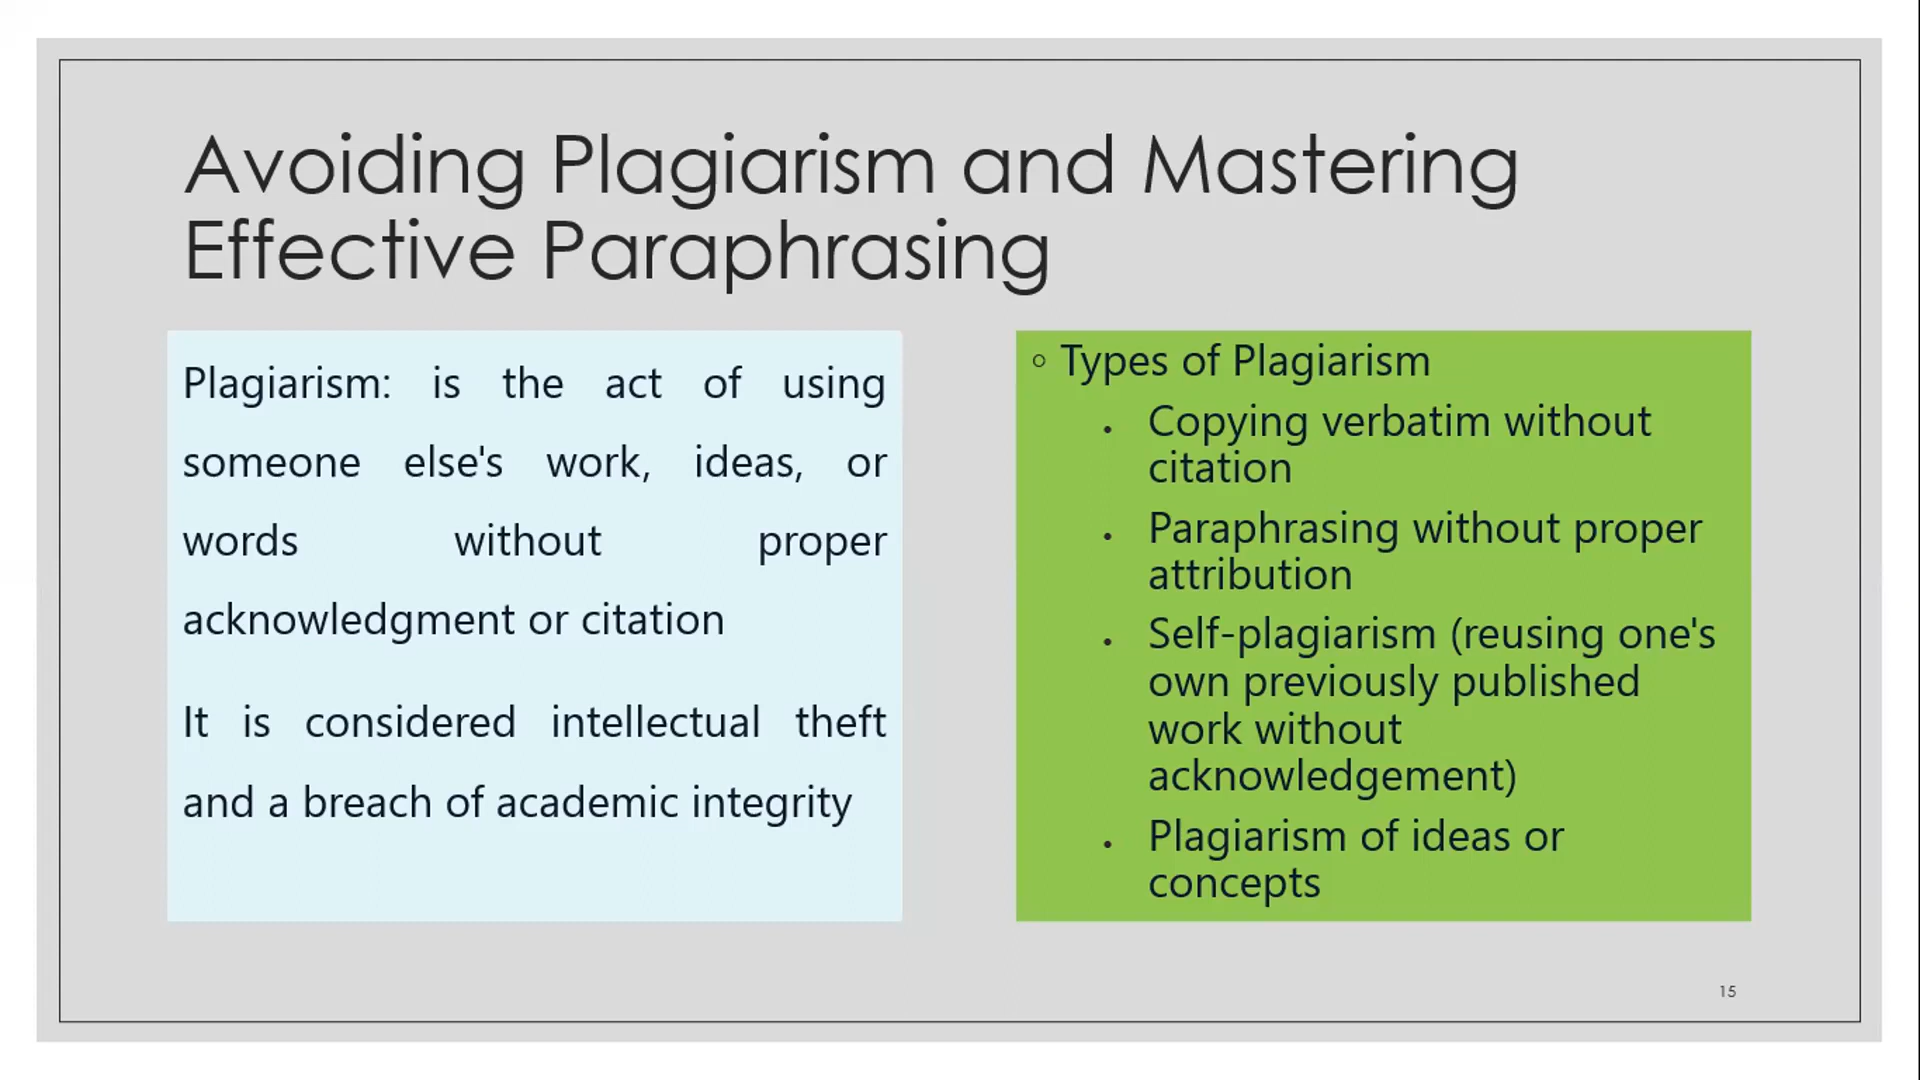 Avoiding Plagiarism and Mastering
Effective Paraphrasing
Plagiarism: is the act of using
someone else's work, ideas, or
words without proper
acknowledgment or citation
It is considered intellectual theft
and a breach of academic integrity
◦ Types of Plagiarism
• Copying verbatim without
citation
• Paraphrasing without proper
attribution
• Self-plagiarism (reusing one's
own previously published
work without
acknowledgement)
• Plagiarism of ideas or
concepts
15